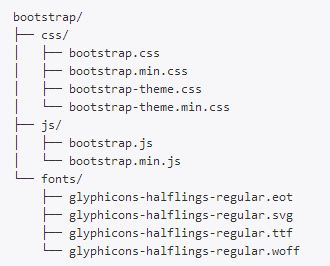 bootstrap/
├── css/
│   ├── bootstrap.css
│   ├── bootstrap.min.css
│   ├── bootstrap-theme.css
│   └── bootstrap-theme.min.css
├── js/
│   ├── bootstrap.js
│   └── bootstrap.min.js
└── fonts/
    ├── glyphicons-halflings-regular.eot
    ├── glyphicons-halflings-regular.svg
    ├── glyphicons-halflings-regular.ttf
    └── glyphicons-halflings-regular.woff